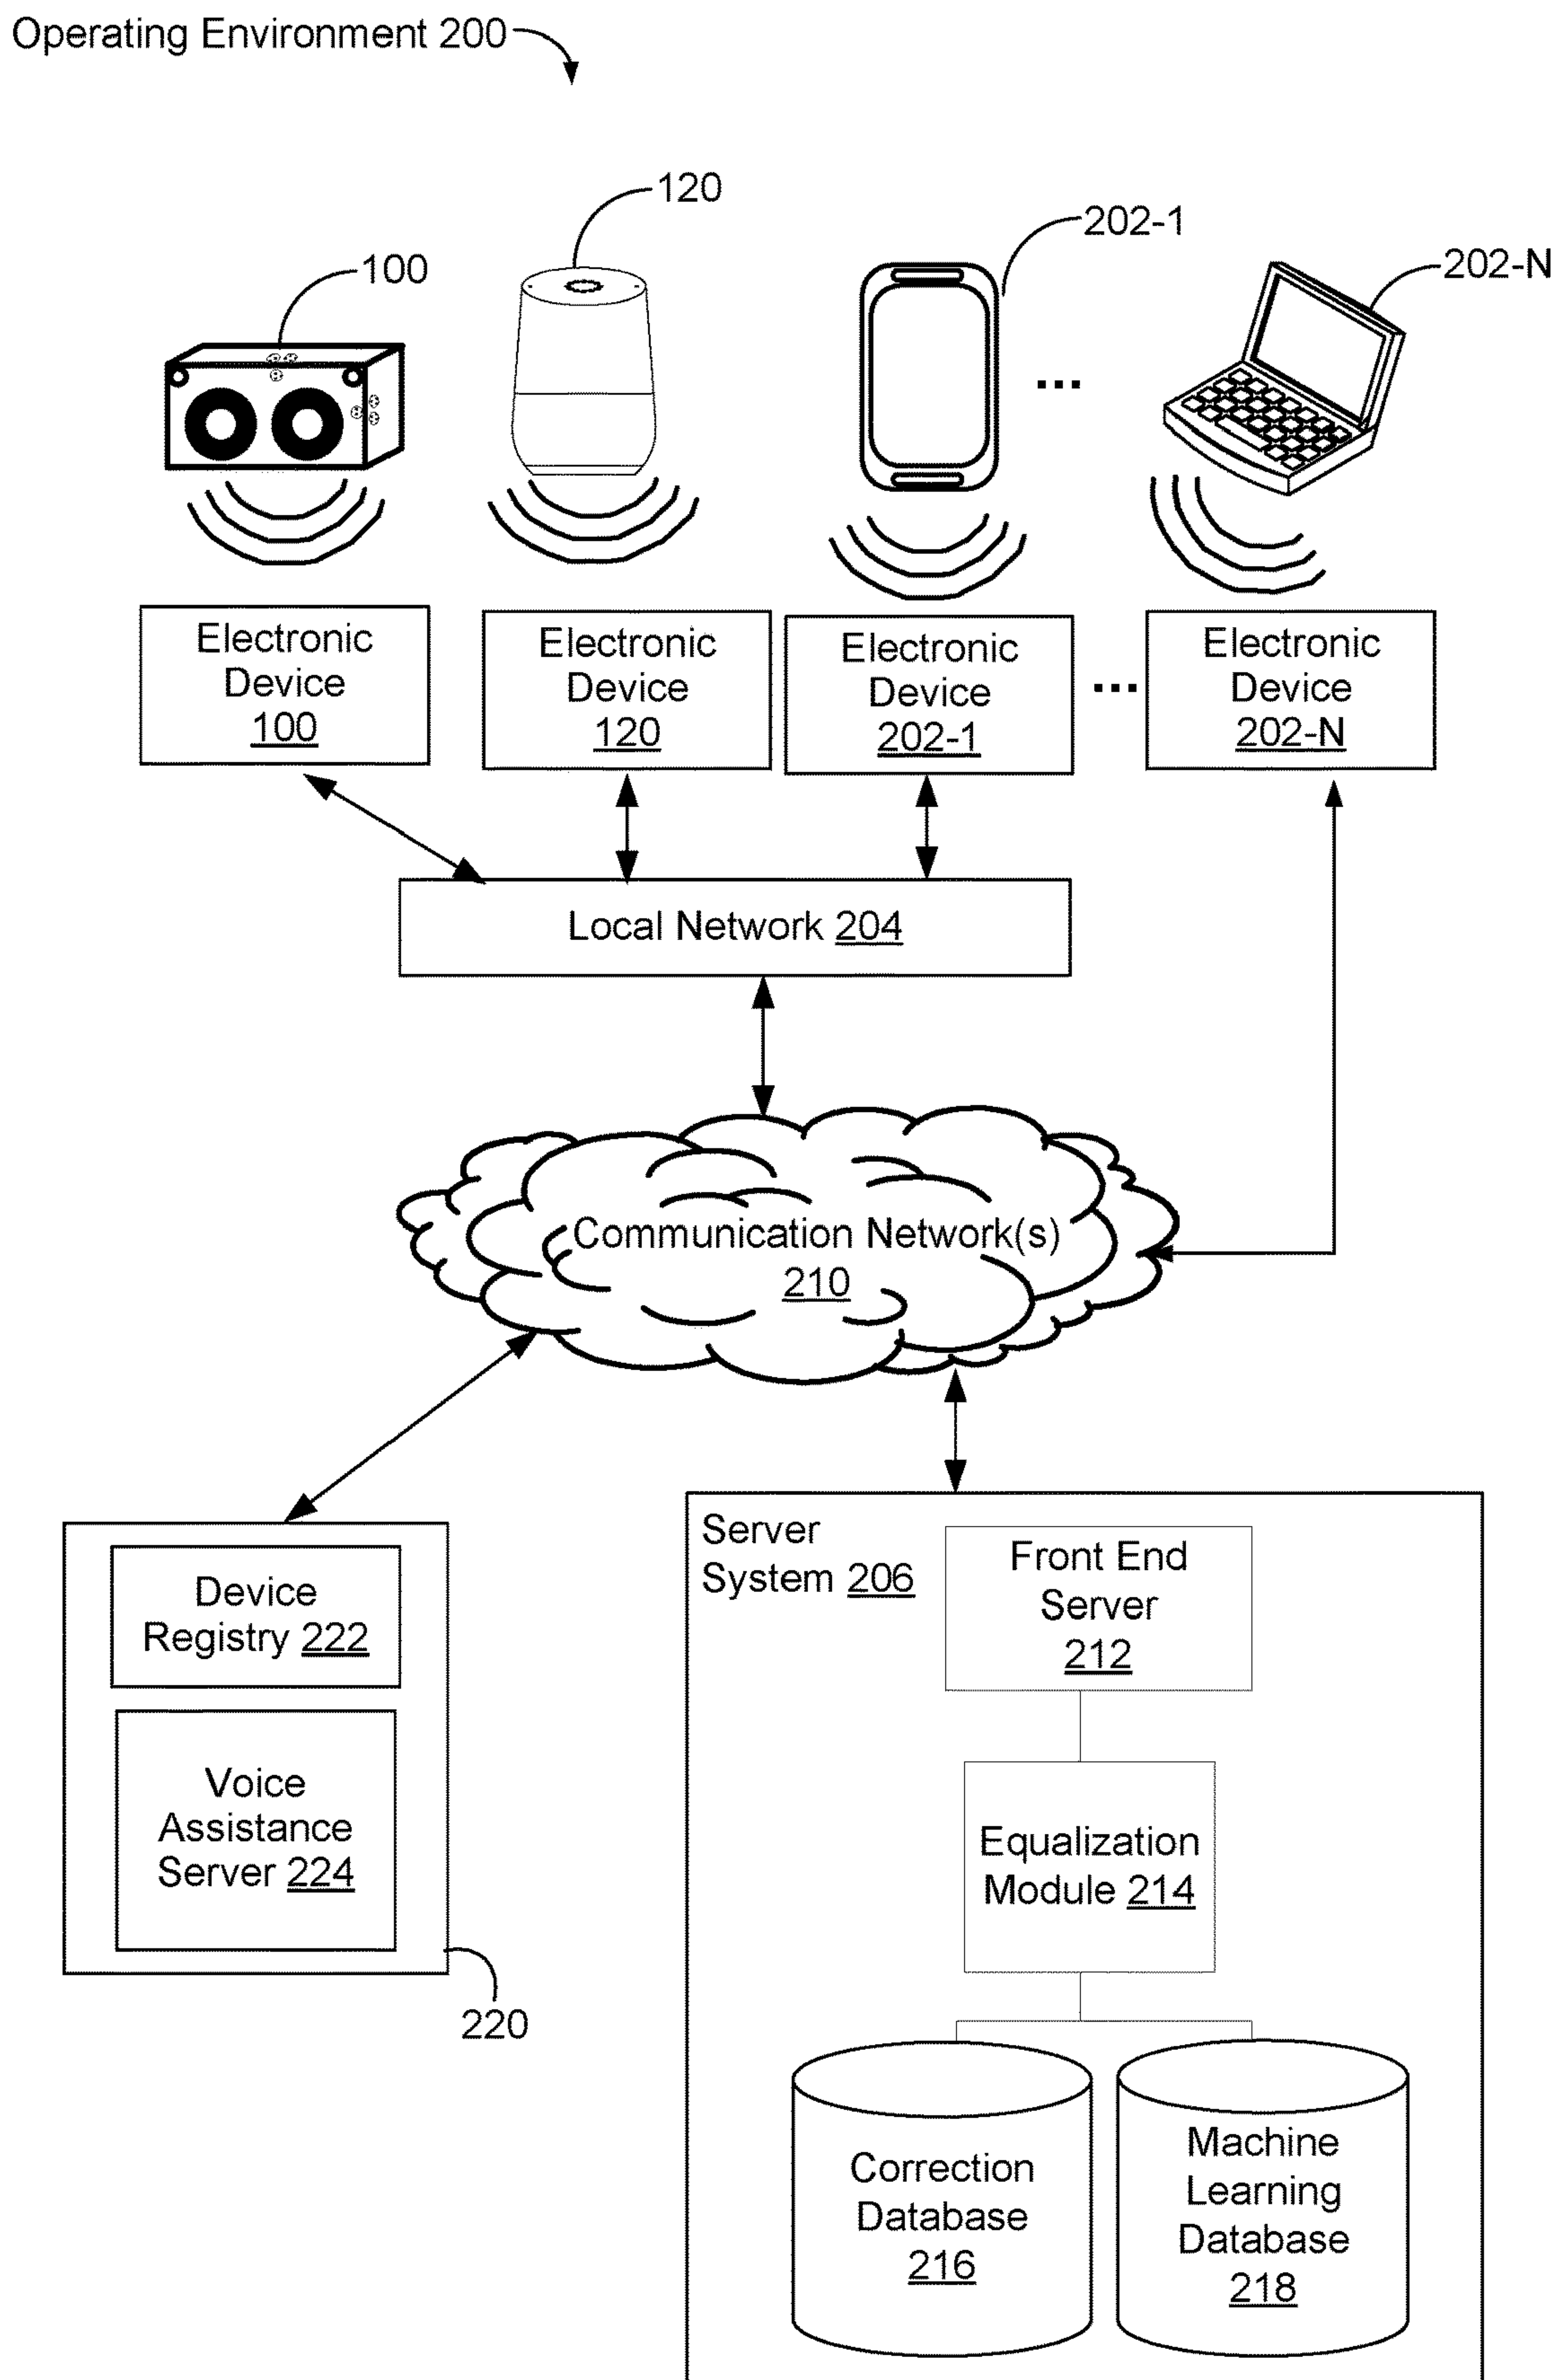 Operating Environment 200
120
202-1
202-N
100
...
Electronic
Device
100
Electronic
Device
120
Electronic
Device
202-1
...
Electronic
Device
202-N
Local Network 204
Communication Network(s)
210
Device
Registry 222
Voice
Assistance
Server 224
220
Server
System 206
Front End
Server
212
Equalization
Module 214
Correction
Database
216
Machine
Learning
Database
218